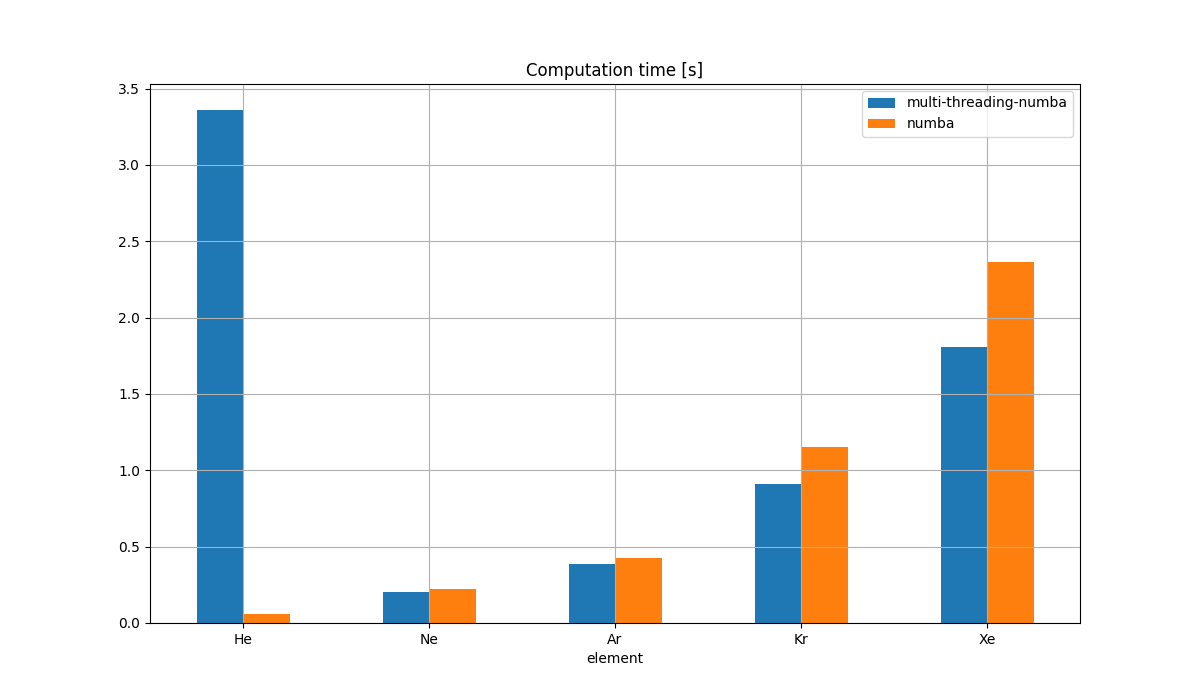 Computation time [s]
multi-threading-numba
numba
3.5
3.0
2.5
2.0
1.5
1.0
0.5
0.0
He Ne Ar Kr Xe
element